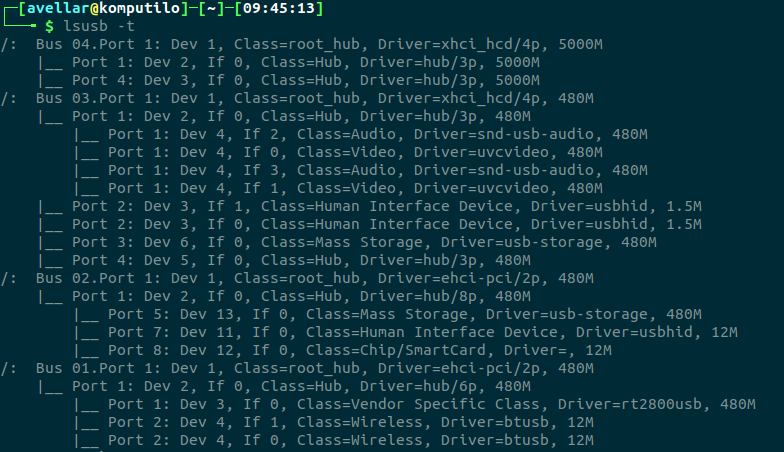 ┌─[avellar@komputilo]─[~]─[09:45:13]
└──╼ $ lsusb -t
/:  Bus 04.Port 1: Dev 1, Class=root_hub, Driver=xhci_hcd/4p, 5000M
    |__ Port 1: Dev 2, If 0, Class=Hub, Driver=hub/3p, 5000M
    |__ Port 4: Dev 3, If 0, Class=Hub, Driver=hub/3p, 5000M
/:  Bus 03.Port 1: Dev 1, Class=root_hub, Driver=xhci_hcd/4p, 480M
    |__ Port 1: Dev 2, If 0, Class=Hub, Driver=hub/3p, 480M
        |__ Port 1: Dev 4, If 2, Class=Audio, Driver=snd-usb-audio, 480M
        |__ Port 1: Dev 4, If 0, Class=Video, Driver=uvcvideo, 480M
        |__ Port 1: Dev 4, If 3, Class=Audio, Driver=snd-usb-audio, 480M
        |__ Port 1: Dev 4, If 1, Class=Video, Driver=uvcvideo, 480M
    |__ Port 2: Dev 3, If 1, Class=Human Interface Device, Driver=usbhid, 1.5M
    |__ Port 2: Dev 3, If 0, Class=Human Interface Device, Driver=usbhid, 1.5M
    |__ Port 3: Dev 6, If 0, Class=Mass Storage, Driver=usb-storage, 480M
    |__ Port 4: Dev 5, If 0, Class=Hub, Driver=hub/3p, 480M
/:  Bus 02.Port 1: Dev 1, Class=root_hub, Driver=ehci-pci/2p, 480M
    |__ Port 1: Dev 2, If 0, Class=Hub, Driver=hub/8p, 480M
        |__ Port 5: Dev 13, If 0, Class=Mass Storage, Driver=usb-storage, 480M
        |__ Port 7: Dev 11, If 0, Class=Human Interface Device, Driver=usbhid, 12M
        |__ Port 8: Dev 12, If 0, Class=Chip/SmartCard, Driver=, 12M
/:  Bus 01.Port 1: Dev 1, Class=root_hub, Driver=ehci-pci/2p, 480M
    |__ Port 1: Dev 2, If 0, Class=Hub, Driver=hub/6p, 480M
        |__ Port 1: Dev 3, If 0, Class=Vendor Specific Class, Driver=rt2800usb, 480M
        |__ Port 2: Dev 4, If 1, Class=Wireless, Driver=btusb, 12M
        |__ Port 2: Dev 4, If 0, Class=Wireless, Driver=btusb, 12M